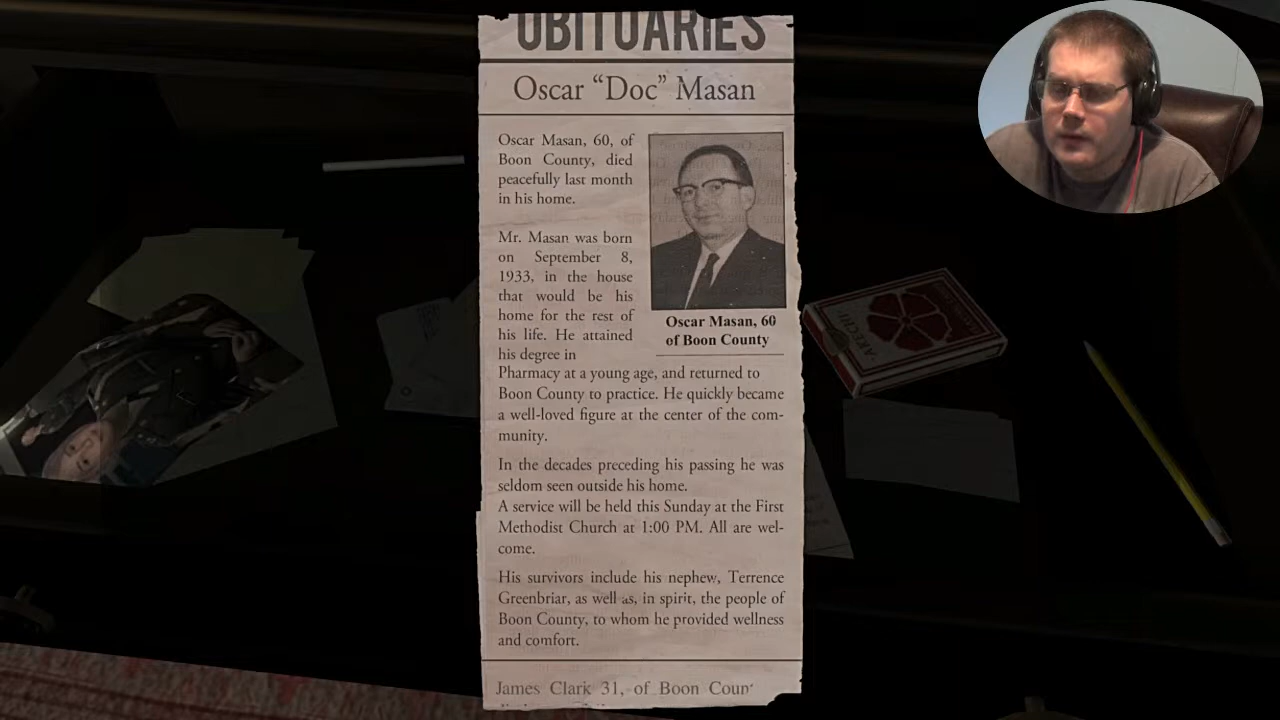 OBITUARIES
Oscar “Doc” Masan
Oscar Masan, 60, of
Boon County, died
peacefully last month
in his home.
Mr. Masan was born
on September 8,
1933, in the house
that would be his
home for the rest of
his life. He attained
his degree in
Pharmacy at a young age, and returned to
Boon County to practice. He quickly became
a well-loved figure at the center of the com-
munity.
In the decades preceding his passing he was
seldom seen outside his home.
A service will be held this Sunday at the First
Methodist Church at 1:00 PM. All are wel-
come.
His survivors include his nephew, Terrence
Greenbriar, as well as, in spirit, the people of
Boon County, to whom he provided wellness
and comfort.
Oscar Masan, 60
of Boon County
James Clark 31, of Boon Coun
AKECHI